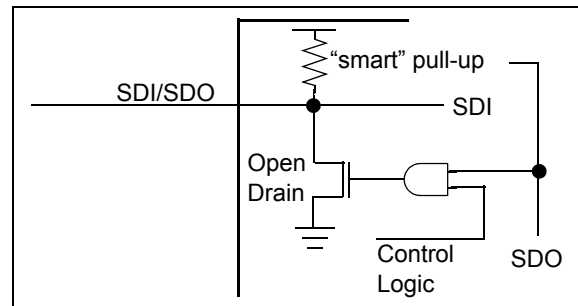 “smart” pull-up
SDI/SDO
SDI
Open
Drain
Control
Logic
SDO